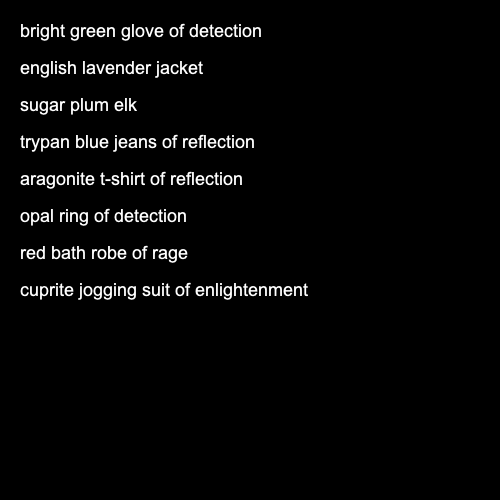 bright green glove of detection
english lavender jacket
sugar plum elk
trypan blue jeans of reflection
aragonite t-shirt of reflection
opal ring of detection
red bath robe of rage
cuprite jogging suit of enlightenment